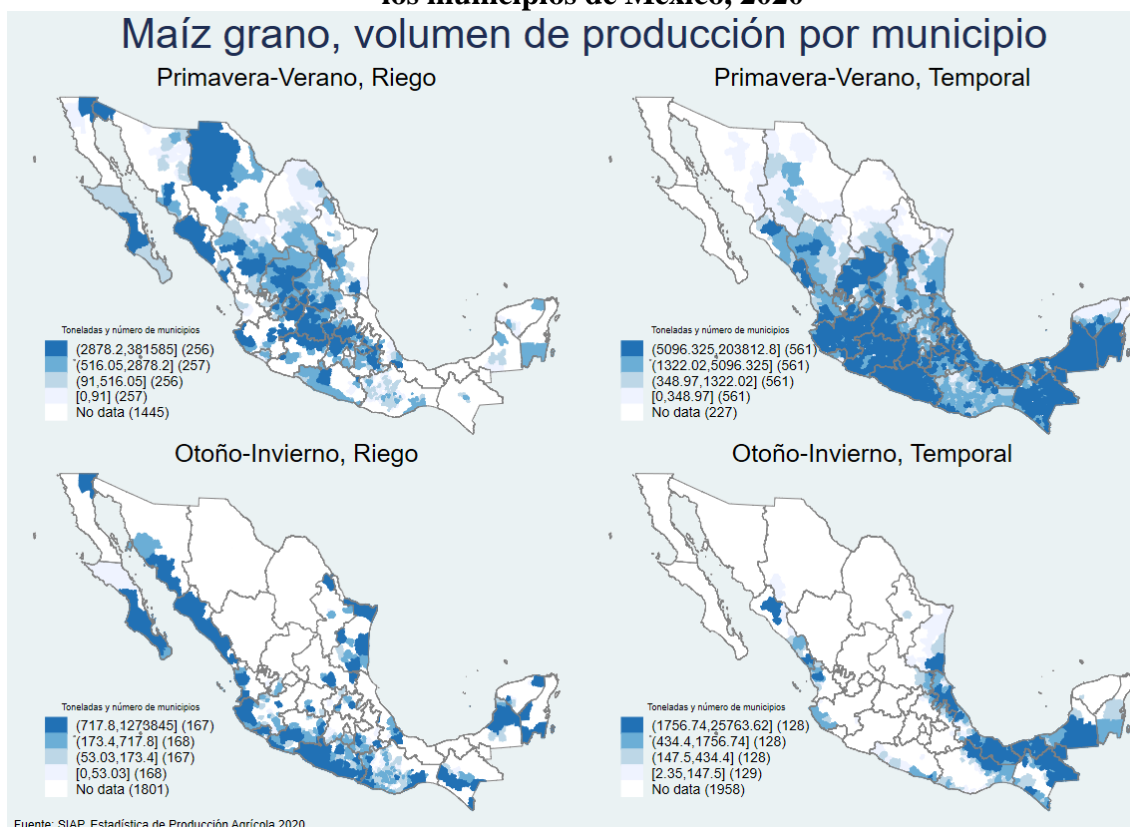 los municipios de México, 2020
Maíz grano, volumen de producción por municipio
Primavera-Verano, Riego
Toneladas y número de municipios
(2878.2,381585] (256)
(516.05,2878.2] (257)
(91,516.05] (256)
[0,91] (257)
No data (1445)
Primavera-Verano, Temporal
Toneladas y número de municipios
(5096.325,203812.8] (561)
(1322.02,5096.325] (561)
(348.97,1322.02] (561)
[0,348.97] (561)
No data (227)
Otoño-Invierno, Riego
Toneladas y número de municipios
(717.8,1273845] (167)
(173.4,717.8] (168)
(53.03,173.4] (167)
[0,53.03] (168)
No data (1801)
Otoño-Invierno, Temporal
Toneladas y número de municipios
(1756.74,25763.62] (128)
(434.4,1756.74] (128)
(147.5,434.4] (128)
[2.35,147.5] (129)
No data (1958)
Fuente: SIAP, Estadística de Producción Agrícola 2020